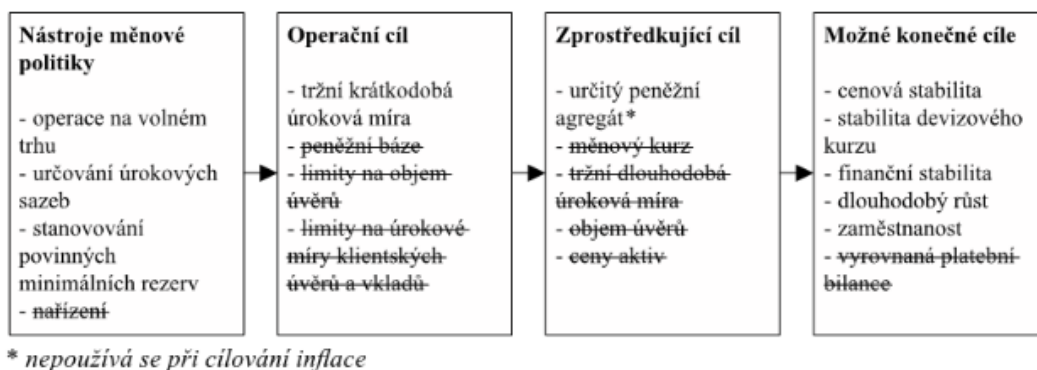 Nástroje měnové
politiky
- operace na volném
trhu
- určování úrokových
sazeb
- stanovování
povinných
minimálních rezerv
- nařízení
Operační cíl
- tržní krátkodobá
úroková míra
- peněžní báze
- limity na objem
úvěrů
- limity na úrokové
míry klientských
úvěrů a vkladů
Zprostředkující cíl
- určitý peněžní
agregát*
- měnový kurz
- tržní dlouhodobá
úroková míra
- objem úvěrů
- ceny aktiv
Možné konečné cíle
- cenová stabilita
- stabilita devizového
kurzu
- finanční stabilita
- dlouhodobý růst
- zaměstnanost
- vyrovnaná platební
bilance
* nepoužívá se při cílování inflace